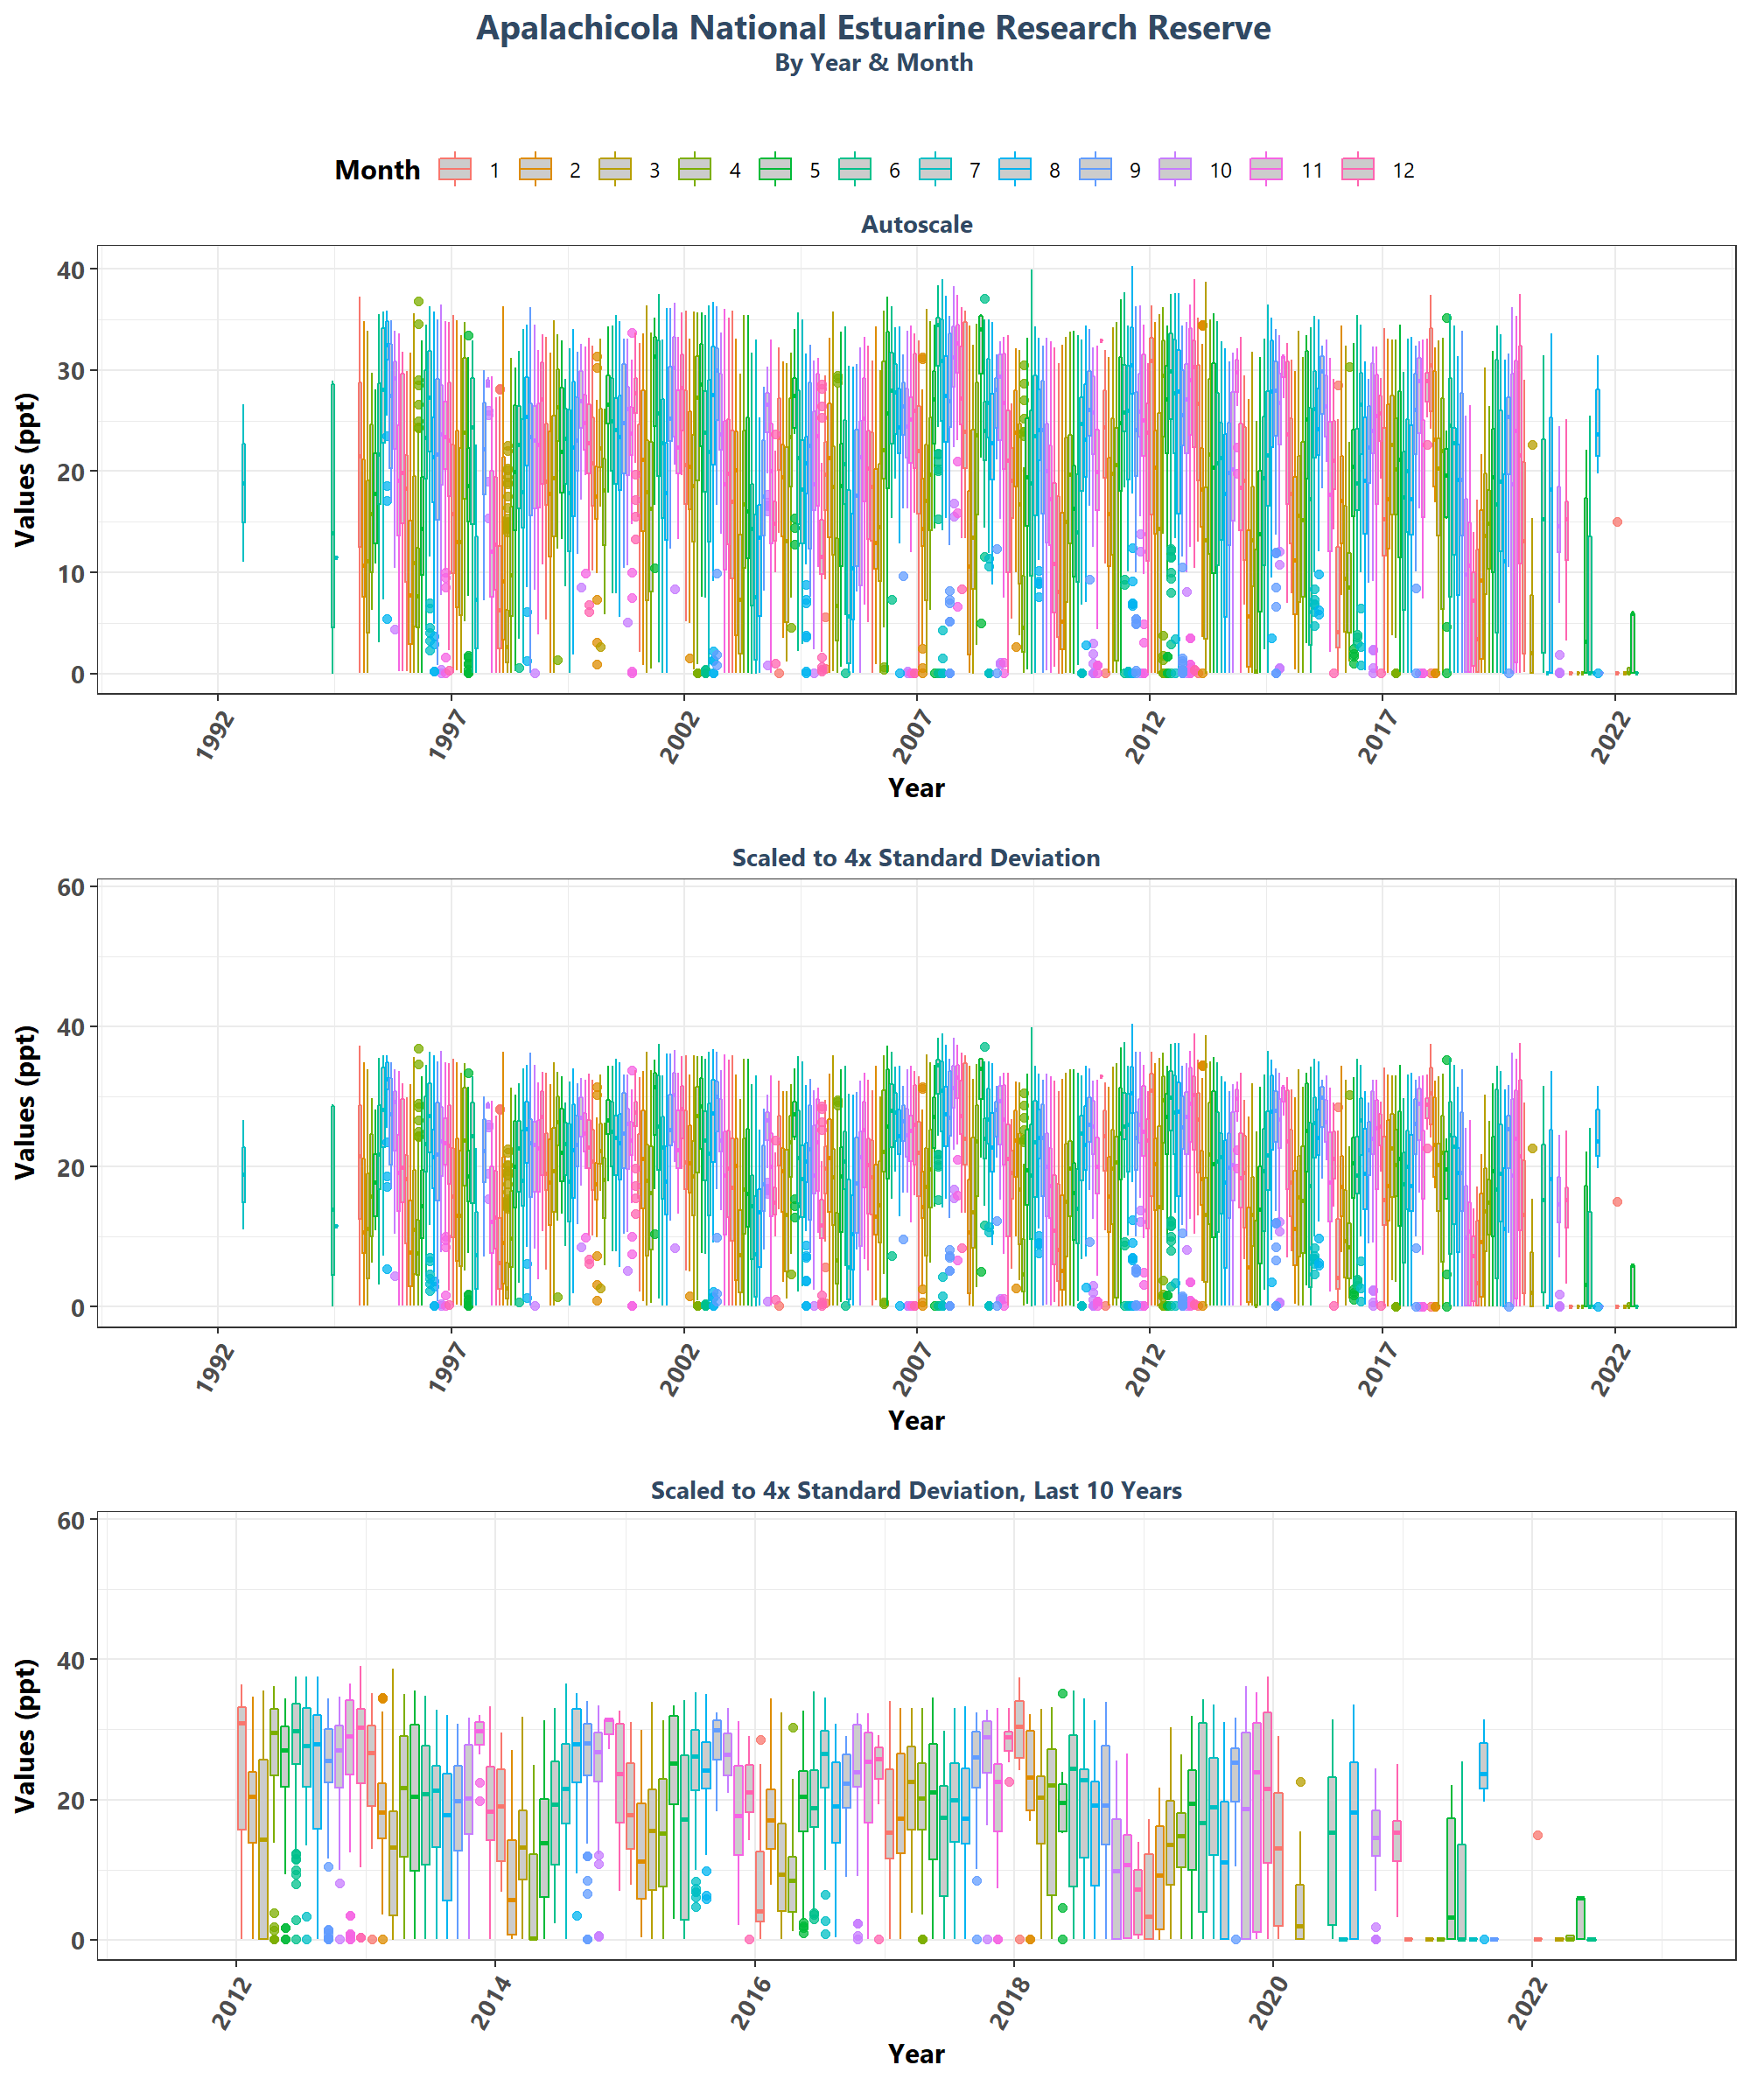 Apalachicola National Estuarine Research Reserve
By Year & Month
Month 1 2 3 4 5 6 7 8 9 10 11 12
Autoscale
Values (ppt)
40
30
20
10
0
1992 1997 2002 2007 2012 2017 2022
Year
Scaled to 4x Standard Deviation
Values (ppt)
60
40
20
0
1992 1997 2002 2007 2012 2017 2022
Year
Scaled to 4x Standard Deviation, Last 10 Years
Values (ppt)
60
40
20
0
2012 2014 2016 2018 2020 2022
Year